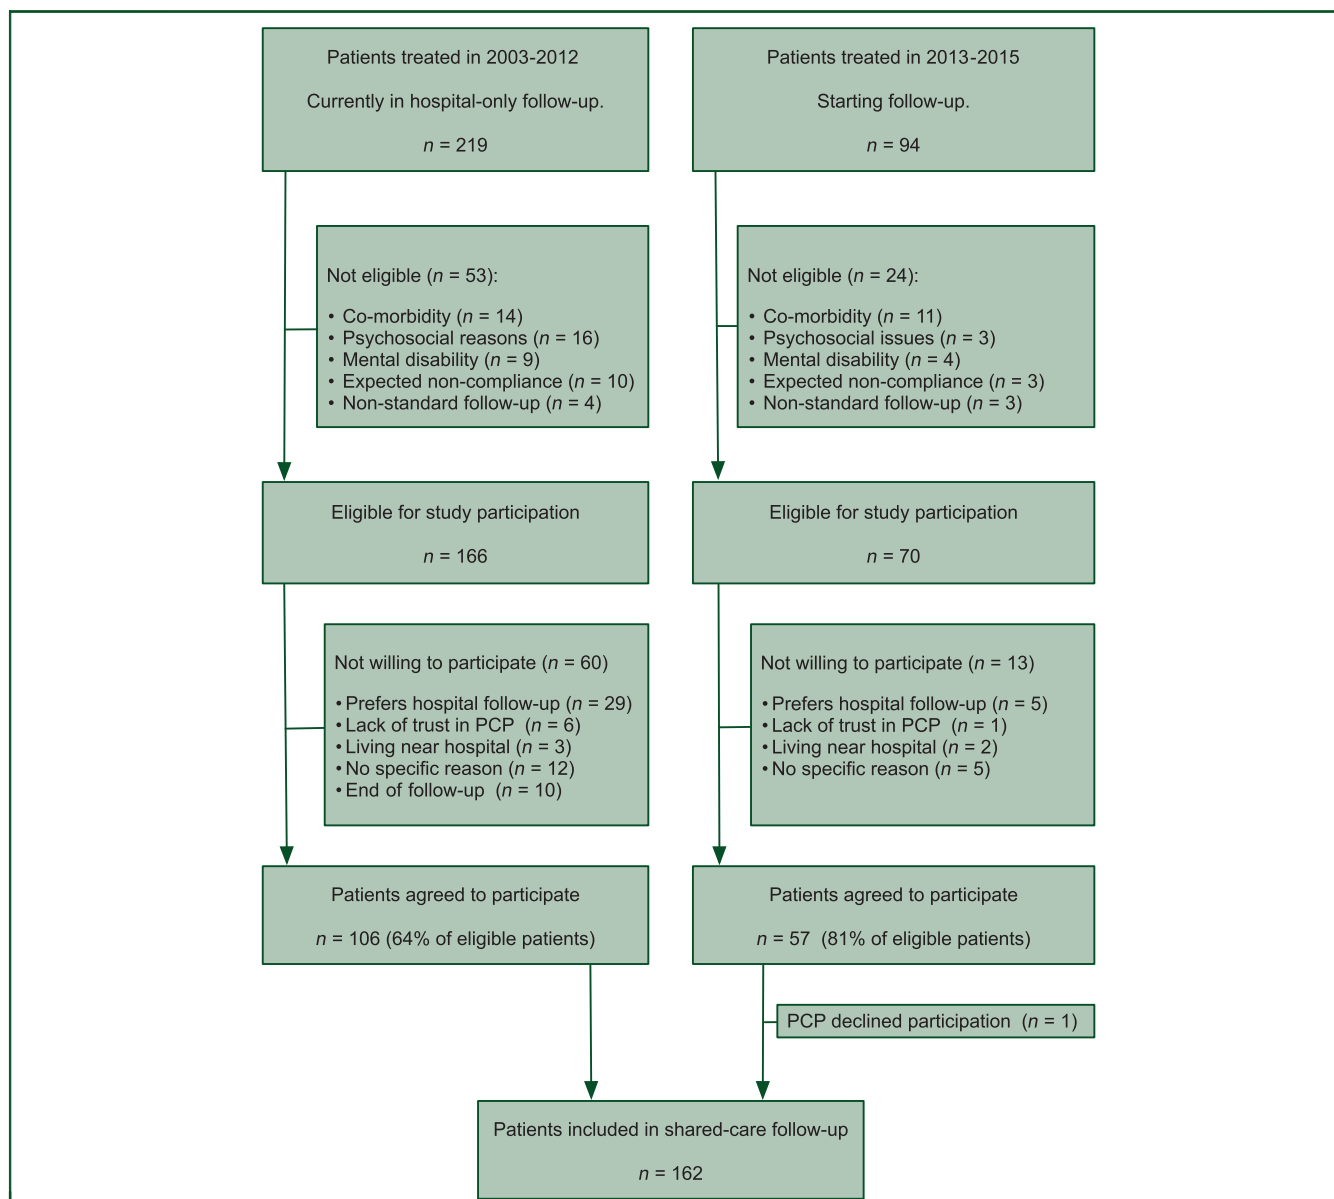 Patients treated in 2003-2012
Currently in hospital-only follow-up.
n = 219
Patients treated in 2013-2015
Starting follow-up.
n = 94
Not eligible (n = 53):
• Co-morbidity (n = 14)
• Psychosocial reasons (n = 16)
• Mental disability (n = 9)
• Expected non-compliance (n = 10)
• Non-standard follow-up (n = 4)
Not eligible (n = 24):
• Co-morbidity (n = 11)
• Psychosocial issues (n = 3)
• Mental disability (n = 4)
• Expected non-compliance (n = 3)
• Non-standard follow-up (n = 3)
Eligible for study participation
n = 166
Eligible for study participation
n = 70
Not willing to participate (n = 60)
• Prefers hospital follow-up (n = 29)
• Lack of trust in PCP (n = 6)
• Living near hospital (n = 3)
• No specific reason (n = 12)
• End of follow-up (n = 10)
Not willing to participate (n = 13)
• Prefers hospital follow-up (n = 5)
• Lack of trust in PCP (n = 1)
• Living near hospital (n = 2)
• No specific reason (n = 5)
Patients agreed to participate
n = 106 (64% of eligible patients)
Patients agreed to participate
n = 57 (81% of eligible patients)
PCP declined participation (n = 1)
Patients included in shared-care follow-up
n = 162